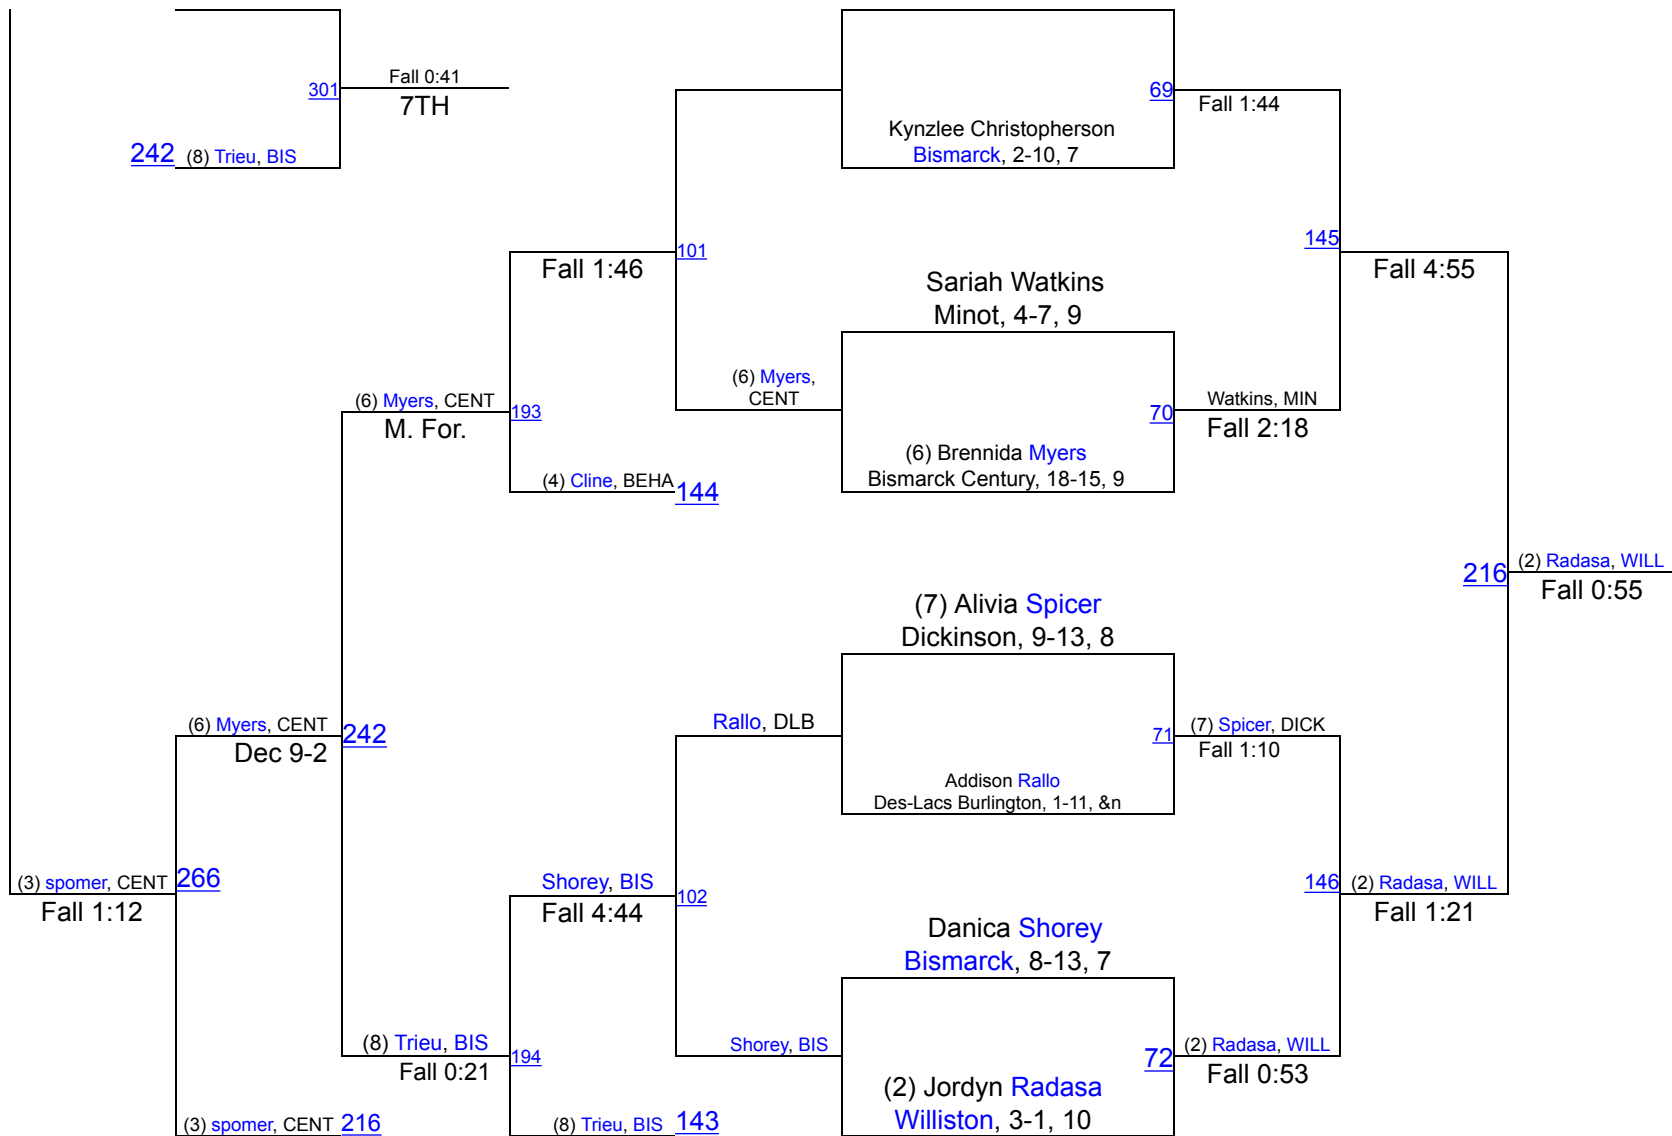 Fall 0:41
301
7TH
69
Fall 1:44
Kynzlee Christopherson
Bismarck, 2-10, 7
242 (8) Trieu, BIS
145
101
Fall 1:46
Fall 4:55
Sariah Watkins
Minot, 4-7, 9
(6) Myers,
CENT
(6) Myers, CENT
193
M. For.
70
Watkins, MIN
Fall 2:18
(6) Brennida Myers
Bismarck Century, 18-15, 9
(4) Cline, BEHA 144
216
(2) Radasa, WILL
Fall 0:55
(7) Alivia Spicer
Dickinson, 9-13, 8
(6) Myers, CENT
242
Dec 9-2
Rallo, DLB
71
(7) Spicer, DICK
Fall 1:10
Addison Rallo
Des-Lacs Burlington, 1-11, &n
(3) spomer, CENT
266
Fall 1:12
Shorey, BIS
102
Fall 4:44
146
(2) Radasa, WILL
Fall 1:21
Danica Shorey
Bismarck, 8-13, 7
(8) Trieu, BIS
194
Fall 0:21
Shorey, BIS
72
(2) Radasa, WILL
Fall 0:53
(2) Jordyn Radasa
Williston, 3-1, 10
(3) spomer, CENT 216
(8) Trieu, BIS 143